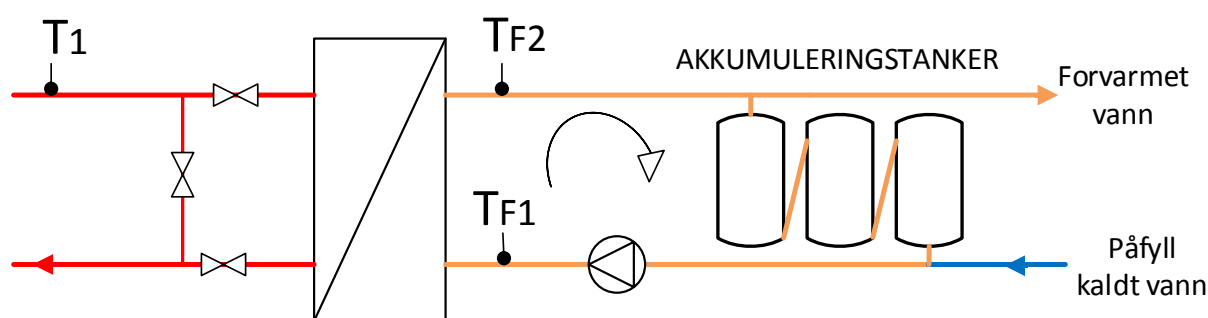 T1
TF2
AKKUMULERINGSTANKER
Forvarmet
vann
TF1
Påfyll
kaldt vann